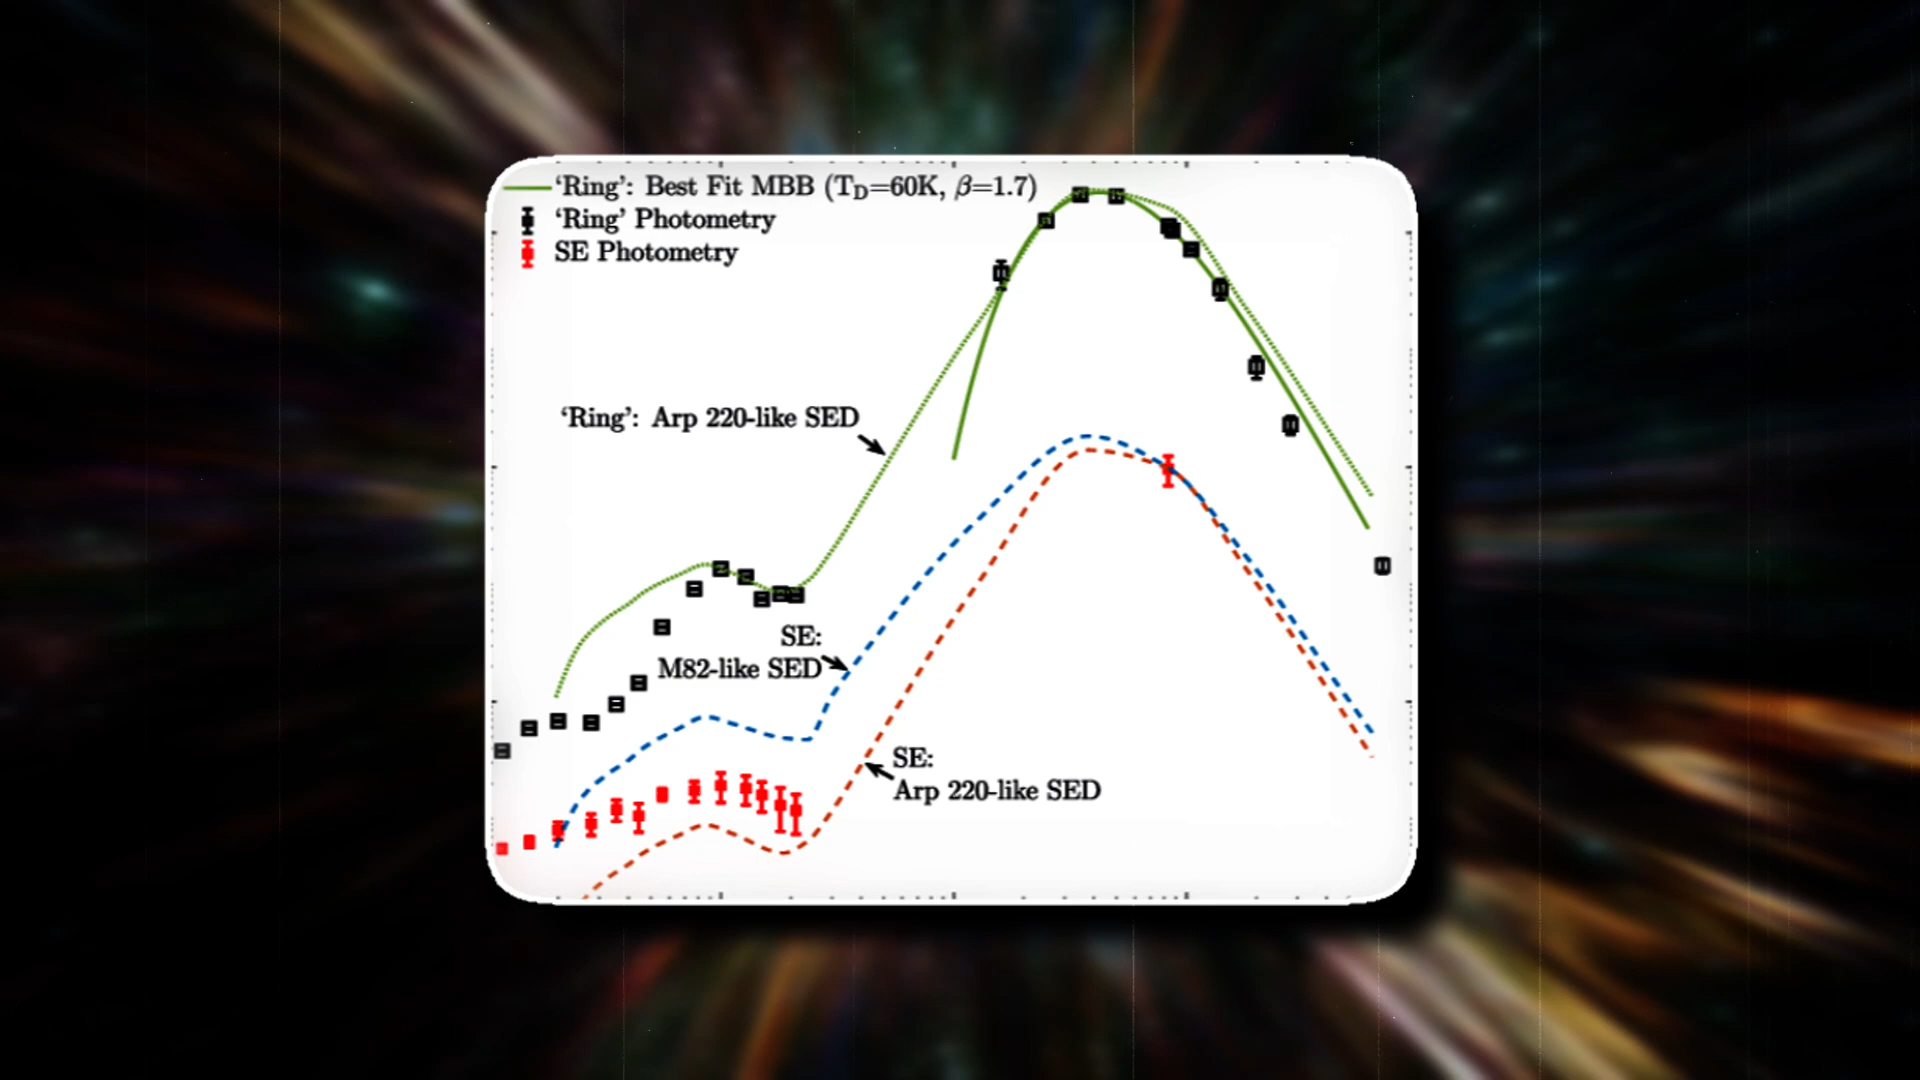 ‘Ring’: Best Fit MBB (T_D=60K, β=1.7)
‘Ring’ Photometry
SE Photometry
‘Ring’: Arp 220-like SED
SE:
M82-like SED
SE:
Arp 220-like SED